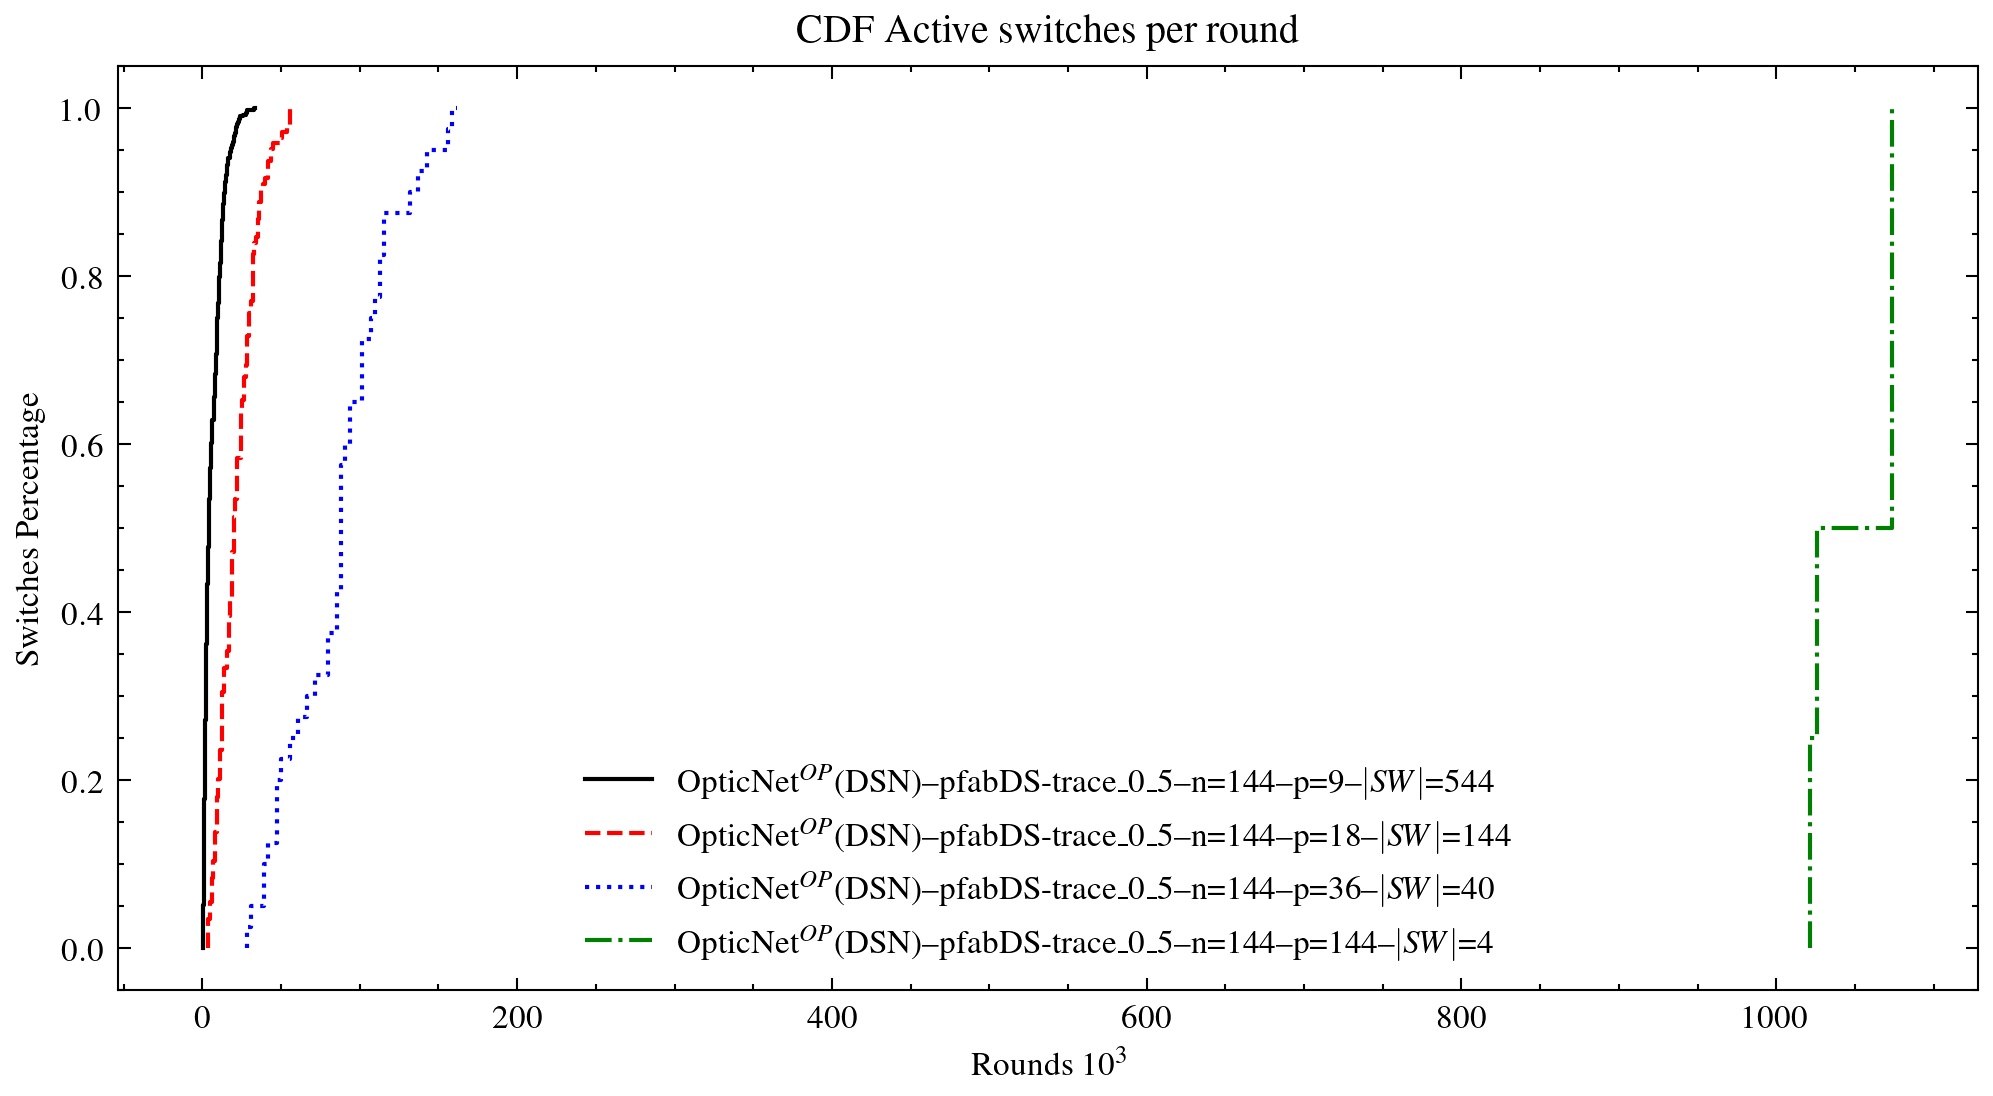 CDF Active switches per round
1.0
0.8
0.6
0.4
0.2
0.0
Switches Percentage
OpticNet^{OP}(DSN)–pfabDS-trace_0_5–n=144–p=9–|SW|=544
OpticNet^{OP}(DSN)–pfabDS-trace_0_5–n=144–p=18–|SW|=144
OpticNet^{OP}(DSN)–pfabDS-trace_0_5–n=144–p=36–|SW|=40
OpticNet^{OP}(DSN)–pfabDS-trace_0_5–n=144–p=144–|SW|=4
0 200 400 600 800 1000
Rounds 10^3